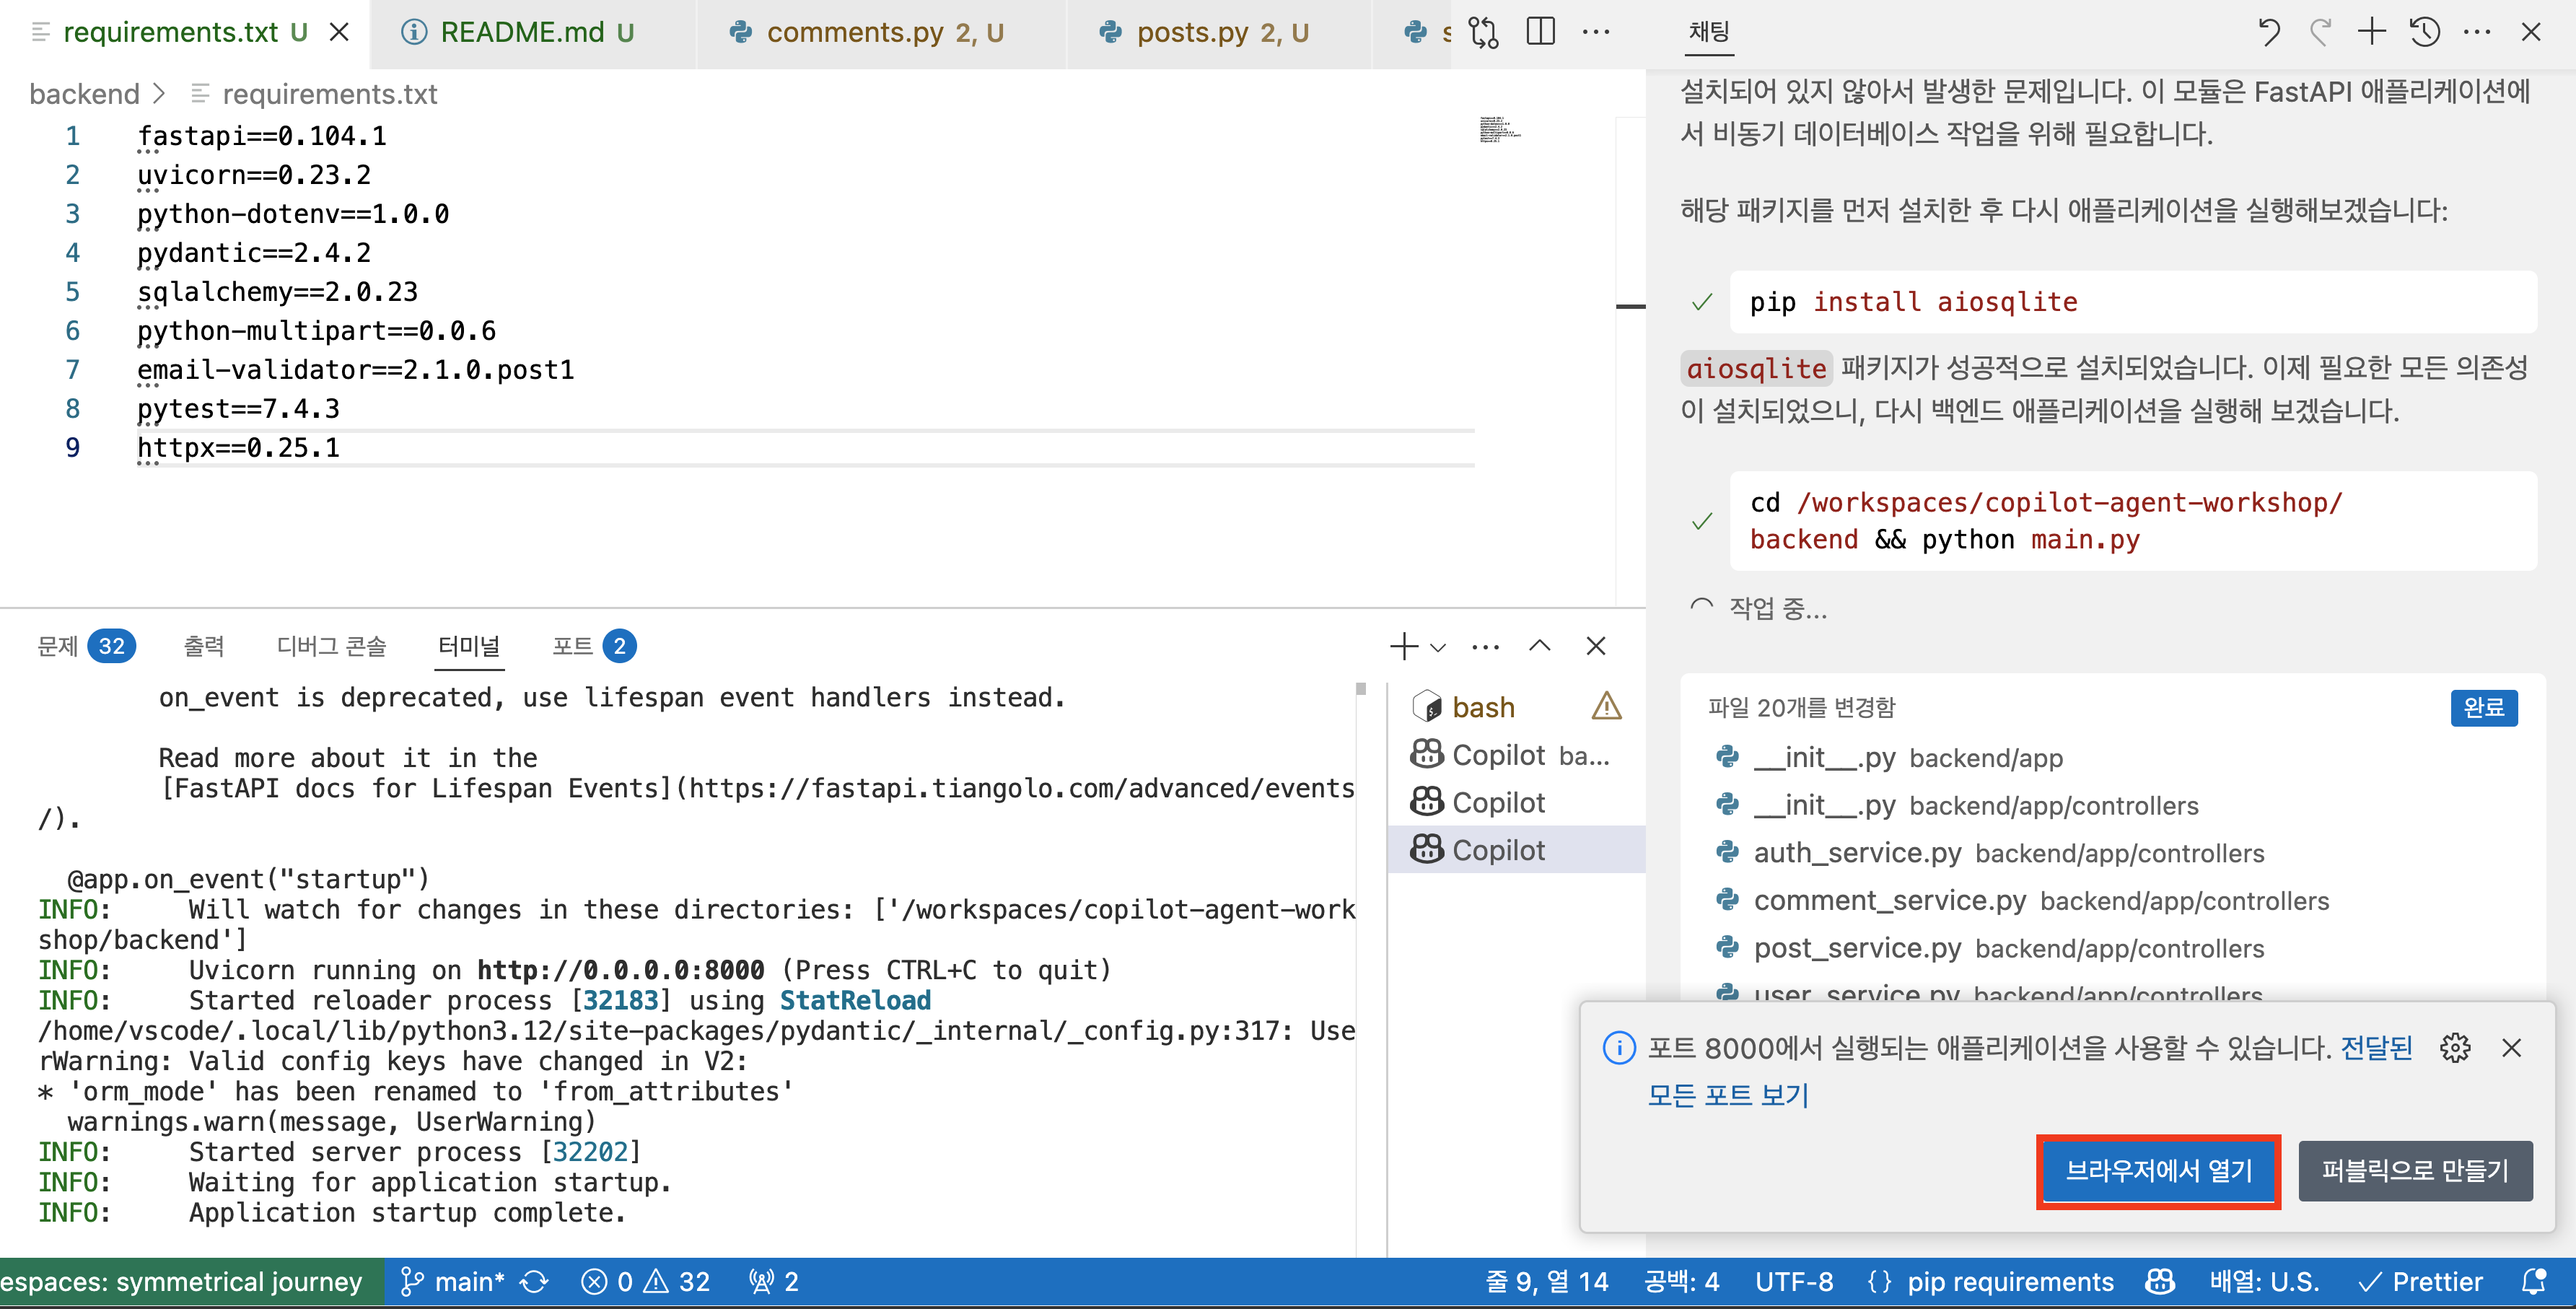 requirements.txt U
README.md U
comments.py 2, U
posts.py 2, U
backend > requirements.txt
1 fastapi==0.104.1
2 uvicorn==0.23.2
3 python-dotenv==1.0.0
4 pydantic==2.4.2
5 sqlalchemy==2.0.23
6 python-multipart==0.0.6
7 email-validator==2.1.0.post1
8 pytest==7.4.3
9 httpx==0.25.1
문제 32 출력 디버그 콘솔 터미널 포트 2
on_event is deprecated, use lifespan event handlers instead.
Read more about it in the
[FastAPI docs for Lifespan Events](https://fastapi.tiangolo.com/advanced/events
/).
@app.on_event("startup")
INFO: Will watch for changes in these directories: ['/workspaces/copilot-agent-work
shop/backend']
INFO: Uvicorn running on http://0.0.0.0:8000 (Press CTRL+C to quit)
INFO: Started reloader process [32183] using StatReload
/home/vscode/.local/lib/python3.12/site-packages/pydantic/_internal/_config.py:317: Use
rWarning: Valid config keys have changed in V2:
* 'orm_mode' has been renamed to 'from_attributes'
warnings.warn(message, UserWarning)
INFO: Started server process [32202]
INFO: Waiting for application startup.
INFO: Application startup complete.
bash
Copilot ba...
Copilot
Copilot
채팅
설치되어 있지 않아서 발생한 문제입니다. 이 모듈은 FastAPI 애플리케이션에
서 비동기 데이터베이스 작업을 위해 필요합니다.
해당 패키지를 먼저 설치한 후 다시 애플리케이션을 실행해보겠습니다:
pip install aiosqlite
aiosqlite 패키지가 성공적으로 설치되었습니다. 이제 필요한 모든 의존성
이 설치되었으니, 다시 백엔드 애플리케이션을 실행해 보겠습니다.
cd /workspaces/copilot-agent-workshop/
backend && python main.py
작업 중...
파일 20개를 변경함 완료
__init__.py backend/app
__init__.py backend/app/controllers
auth_service.py backend/app/controllers
comment_service.py backend/app/controllers
post_service.py backend/app/controllers
user_service.py backend/app/controllers
포트 8000에서 실행되는 애플리케이션을 사용할 수 있습니다. 전달된
모든 포트 보기
브라우저에서 열기 퍼블릭으로 만들기
espaces: symmetrical journey main* 0 32 2 줄 9, 열 14 공백: 4 UTF-8 {} pip requirements 배열: U.S. Prettier